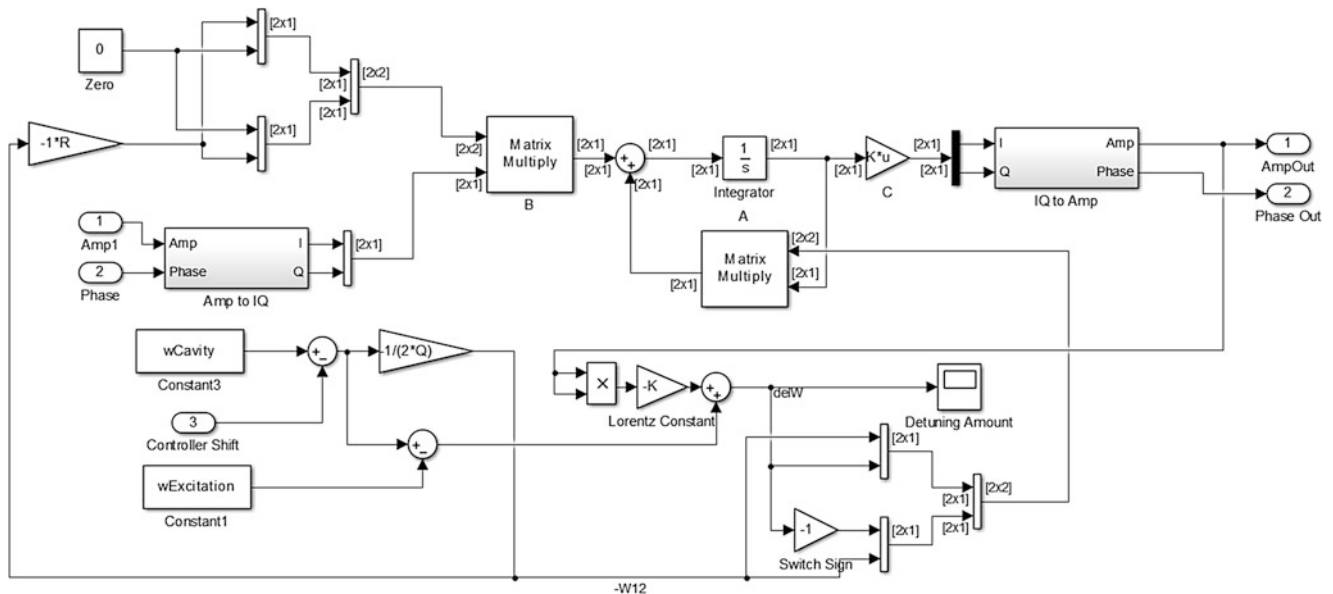 0
Zero
-1*R
[2x1]
[2x1]
[2x1]
[2x1]
[2x2]
[2x2]
[2x1]
Matrix
Multiply
B
[2x1]
[2x1]
[2x1]
[2x1]
[2x1]
1
s
Integrator
A
[2x1]
[2x1]
K*u
C
[2x1]
[2x1]
I
Q
Amp
Phase
IQ to Amp
1
AmpOut
2
Phase Out
1
Amp1
2
Phase
Amp
Phase
I
Q
Amp to IQ
[2x1]
Matrix
Multiply
[2x1]
[2x2]
[2x1]
wCavity
Constant3
3
Controller Shift
wExcitation
Constant1
+
−
-1/(2*Q)
+
−
×
-K
Lorentz Constant
+
+
delW
Detuning Amount
[2x1]
-1
Switch Sign
[2x1]
[2x1]
[2x1]
[2x2]
-W12
+
+